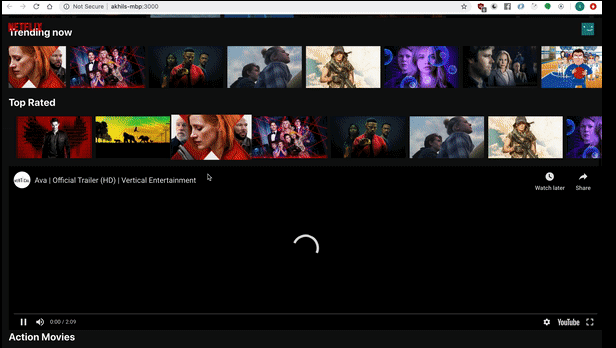 Not Secure | akhils-mbp:3000
NETFLIX
Trending now
Top Rated
Ava | Official Trailer (HD) | Vertical Entertainment
Watch later
Share
0:00 / 2:09
YouTube
Action Movies